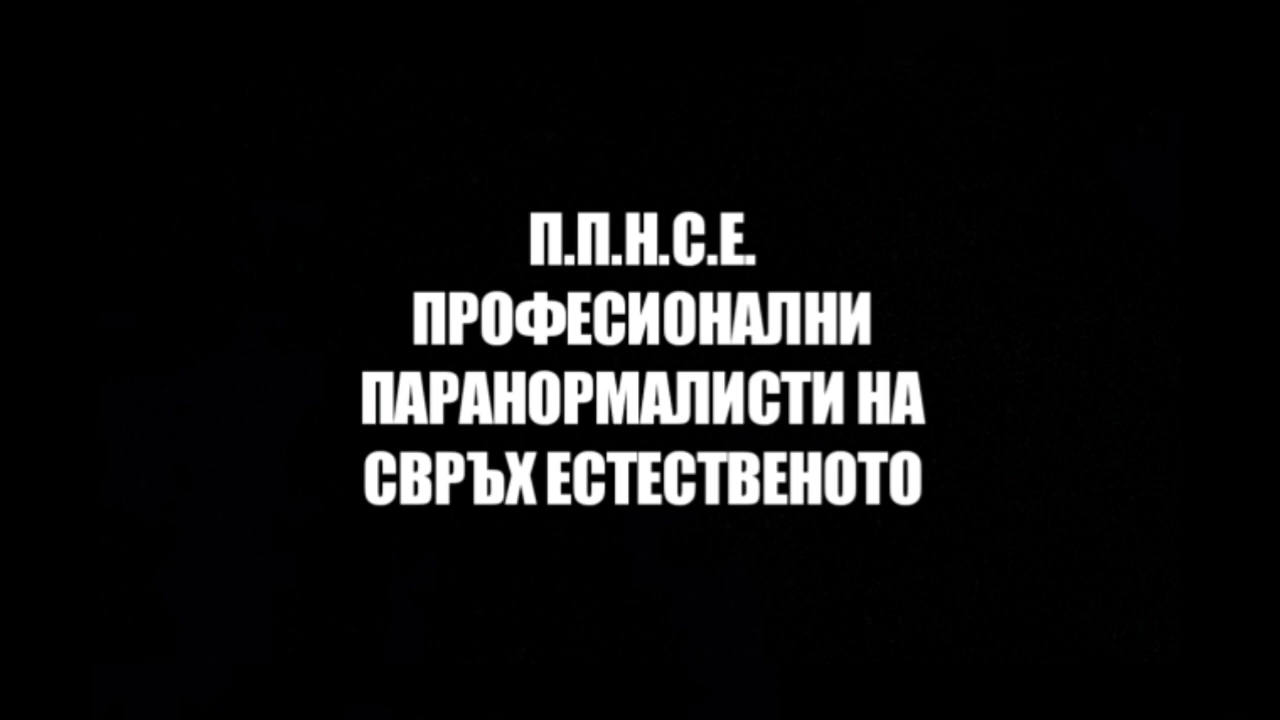 П.П.Н.С.Е.
ПРОФЕСИОНАЛНИ
ПАРАНОРМАЛИСТИ НА
СВРЪХ ЕСТЕСТВЕНОТО